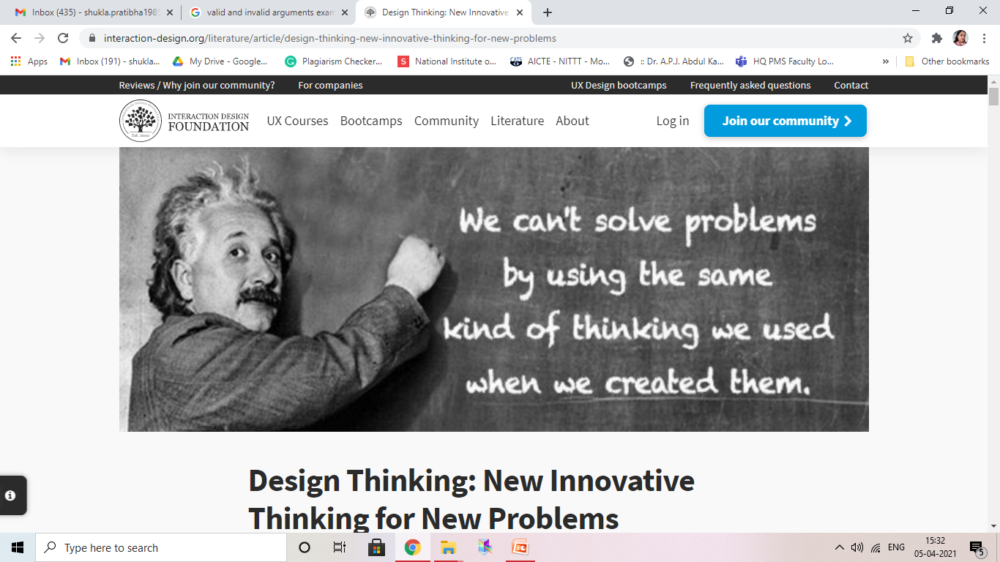 Inbox (435) - shukla.pratibha1985
valid and invalid arguments exam
Design Thinking: New Innovative
interaction-design.org/literature/article/design-thinking-new-innovative-thinking-for-new-problems
Apps
Inbox (191) - shukla...
My Drive - Google...
Plagiarism Checker...
S
National Institute o...
CATS
AICTE - NITTT - Mo...
:: Dr. A.P.J. Abdul Ka...
HQ PMS Faculty Lo...
»
Other bookmarks
Reviews / Why join our community?
For companies
UX Design bootcamps
Frequently asked questions
Contact
INTERACTION DESIGN
FOUNDATION
UX Courses
Bootcamps
Community
Literature
About
Log in
Join our community
We can't solve problems
by using the same
kind of thinking we used
when we created them.
Design Thinking: New Innovative
Thinking for New Problems
Type here to search
ENG
15:32
05-04-2021
5